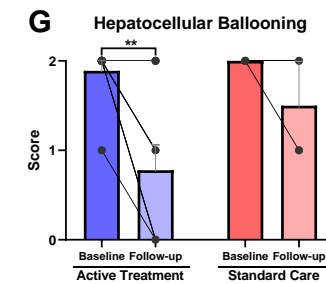 G
Hepatocellular Ballooning
**
Score
2
1
0
Baseline Follow-up Baseline Follow-up
Active Treatment Standard Care